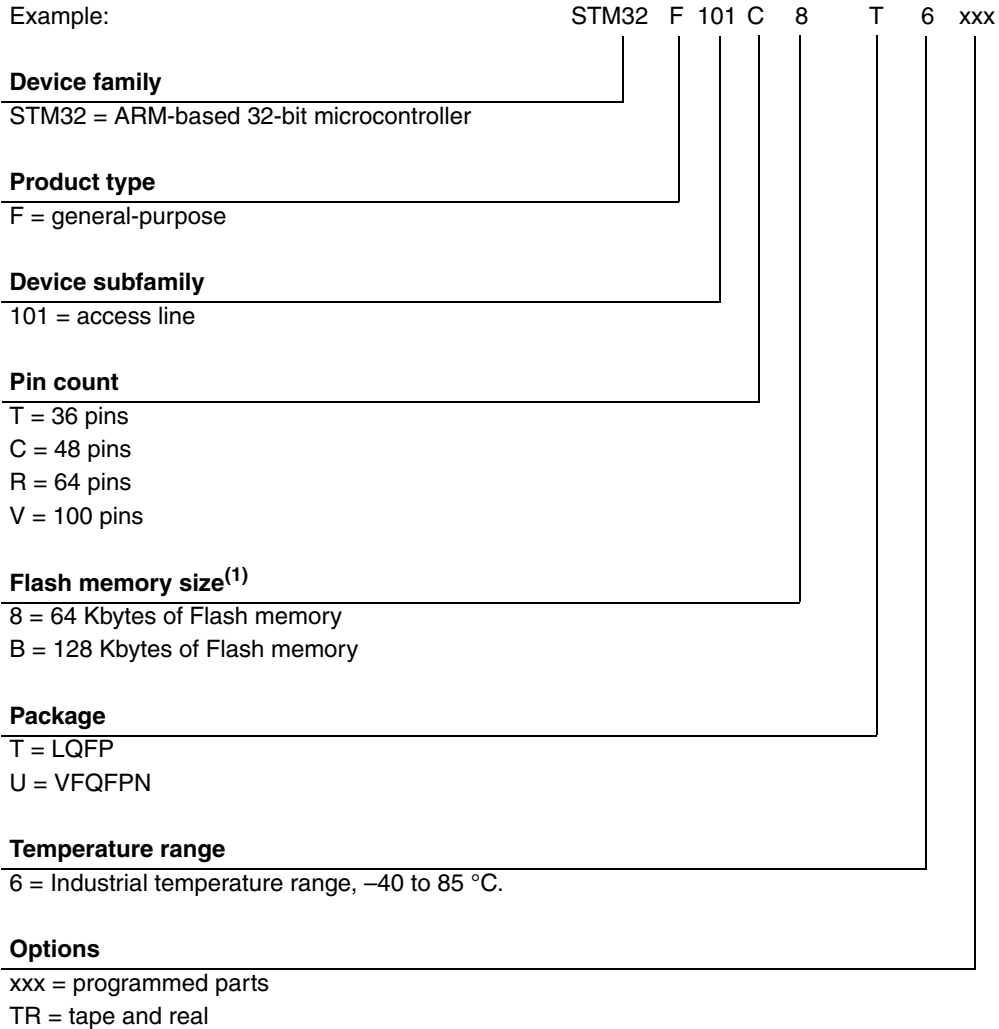 Example: STM32 F 101 C 8 T 6 xxx
Device family
STM32 = ARM-based 32-bit microcontroller
Product type
F = general-purpose
Device subfamily
101 = access line
Pin count
T = 36 pins
C = 48 pins
R = 64 pins
V = 100 pins
Flash memory size(1)
8 = 64 Kbytes of Flash memory
B = 128 Kbytes of Flash memory
Package
T = LQFP
U = VFQFPN
Temperature range
6 = Industrial temperature range, –40 to 85 °C.
Options
xxx = programmed parts
TR = tape and real